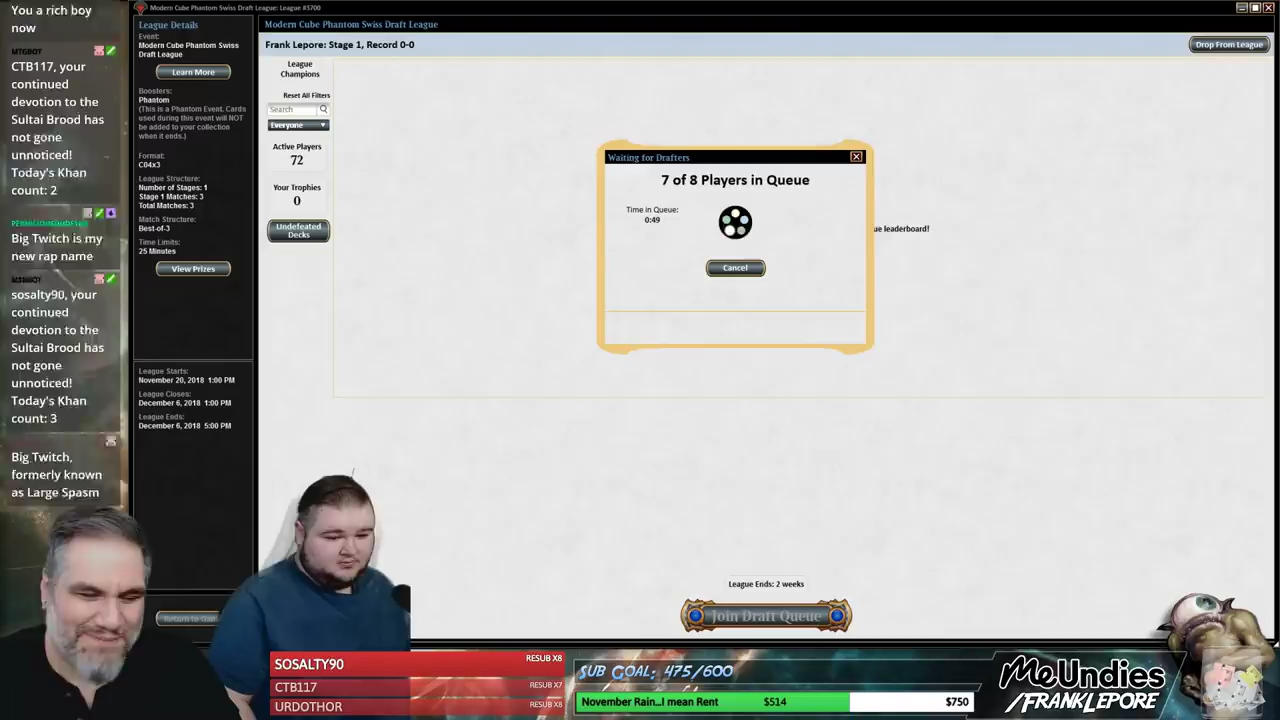 You a rich boy
now
MTGBOT
CTB117, your
continued
devotion to the
Sultai Brood
has not gone
unnoticed!
Today's Khan
count: 2
Big Twitch is my
new rap name
MTGBOT
sosalty90, your
continued
devotion to the
Sultai Brood has
not gone
unnoticed!
Today's Khan
count: 3
Big Twitch,
formerly known
as Large Spasm
Modern Cube Phantom Swiss Draft League: League #3700
League Details
Event:
Modern Cube Phantom Swiss
Draft League
Learn More
Boosters:
Phantom
(This is a Phantom Event. Cards
used during this event will NOT
be added to your collection
when it ends.)
Format:
C04x3
League Structure:
Number of Stages: 1
Stage 1 Matches: 3
Total Matches: 3
Match Structure:
Best-of-3
Time Limits:
25 Minutes
View Prizes
League Starts:
November 20, 2018 1:00 PM
League Closes:
December 6, 2018 1:00 PM
League Ends:
December 6, 2018 5:00 PM
Return to
Modern Cube Phantom Swiss Draft League
Frank Lepore: Stage 1, Record 0-0
Drop From League
League
Champions
Reset All Filters
Search
Everyone
Active Players
72
Your Trophies
0
Undefeated
Decks
Waiting for Drafters
7 of 8 Players in Queue
Time in Queue:
0:49
Cancel
ue leaderboard!
League Ends: 2 weeks
Join Draft Queue
SOSALTY90 RESUB X8
CTB117 RESUB X7
URDOTHOR RESUB X8
SUB GOAL: 475/600
November Rain...I mean Rent $514 $750
MeUndies
/FRANKLEPORE